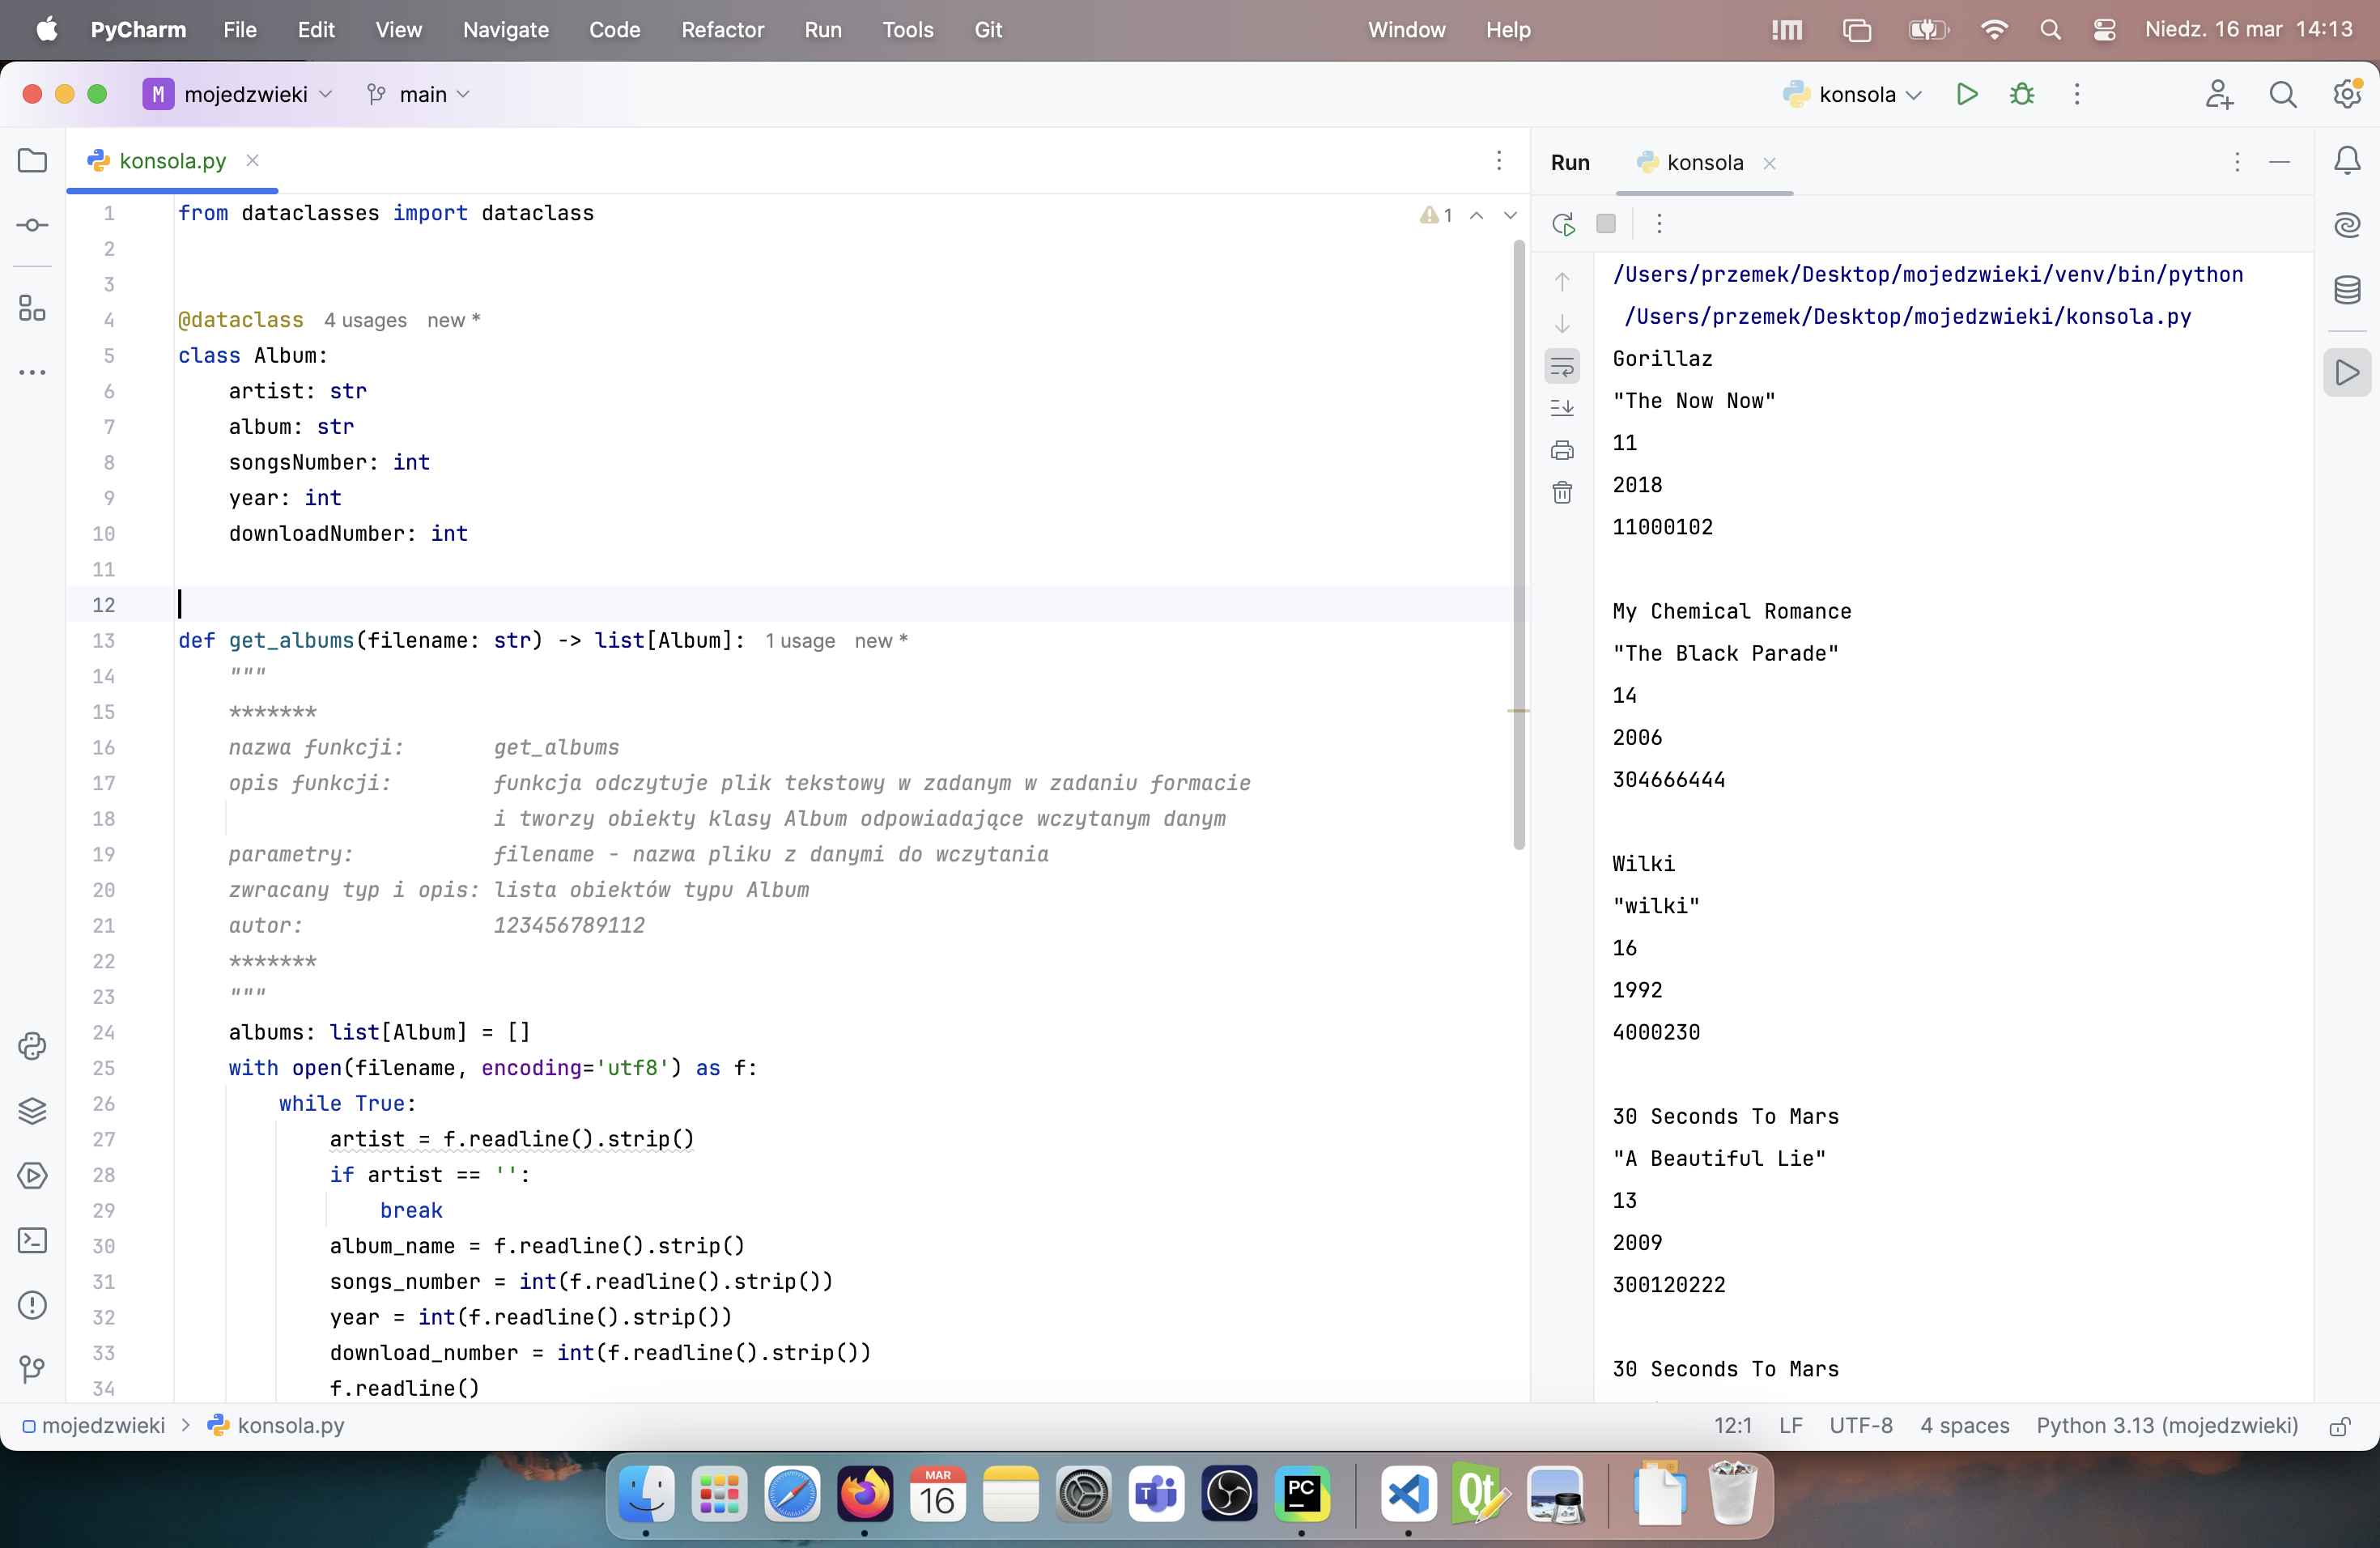 PyCharm File Edit View Navigate Code Refactor Run Tools Git Window Help Niedz. 16 mar 14:13
M mojedzwieki main konsola
konsola.py
1 from dataclasses import dataclass
2
3
4 @dataclass 4 usages new *
5 class Album:
6 artist: str
7 album: str
8 songsNumber: int
9 year: int
10 downloadNumber: int
11
12
13 def get_albums(filename: str) -> list[Album]: 1 usage new *
14 """
15 *******
16 nazwa funkcji: get_albums
17 opis funkcji: funkcja odczytuje plik tekstowy w zadanym w zadaniu formacie
18 i tworzy obiekty klasy Album odpowiadające wczytanym danym
19 parametry: filename - nazwa pliku z danymi do wczytania
20 zwracany typ i opis: lista obiektów typu Album
21 autor: 123456789112
22 *******
23 """
24 albums: list[Album] = []
25 with open(filename, encoding='utf8') as f:
26 while True:
27 artist = f.readline().strip()
28 if artist == '':
29 break
30 album_name = f.readline().strip()
31 songs_number = int(f.readline().strip())
32 year = int(f.readline().strip())
33 download_number = int(f.readline().strip())
34 f.readline()
1
Run konsola
/Users/przemek/Desktop/mojedzwieki/venv/bin/python
/Users/przemek/Desktop/mojedzwieki/konsola.py
Gorillaz
"The Now Now"
11
2018
11000102
My Chemical Romance
"The Black Parade"
14
2006
304666444
Wilki
"wilki"
16
1992
4000230
30 Seconds To Mars
"A Beautiful Lie"
13
2009
300120222
30 Seconds To Mars
mojedzwieki konsola.py 12:1 LF UTF-8 4 spaces Python 3.13 (mojedzwieki)
MAR
16
T
PC
Qt